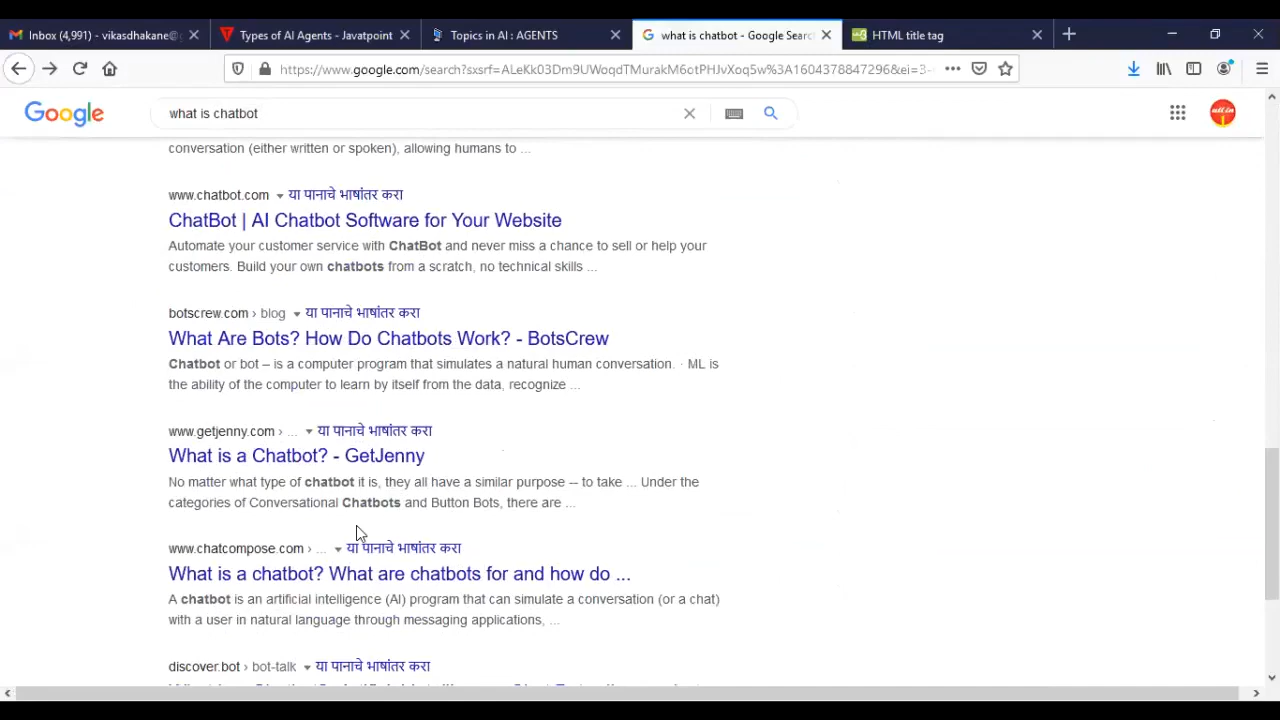 Inbox (4,991) - vikasdhakane@g
Types of AI Agents - Javatpoint
Topics in AI : AGENTS
what is chatbot - Google Search
HTML title tag
https://www.google.com/search?sxsrf=ALeKk03Dm9UWoqdTMurakM6otPHJvXoq5w%3A1604378847296&ei=3-
Google
what is chatbot
conversation (either written or spoken), allowing humans to ...
www.chatbot.com या पानाचे भाषांतर करा
ChatBot | AI Chatbot Software for Your Website
Automate your customer service with ChatBot and never miss a chance to sell or help your
customers. Build your own chatbots from a scratch, no technical skills ...
botscrew.com › blog या पानाचे भाषांतर करा
What Are Bots? How Do Chatbots Work? - BotsCrew
Chatbot or bot – is a computer program that simulates a natural human conversation. · ML is
the ability of the computer to learn by itself from the data, recognize ...
www.getjenny.com › ... या पानाचे भाषांतर करा
What is a Chatbot? - GetJenny
No matter what type of chatbot it is, they all have a similar purpose -- to take ... Under the
categories of Conversational Chatbots and Button Bots, there are ...
www.chatcompose.com › ... या पानाचे भाषांतर करा
What is a chatbot? What are chatbots for and how do ...
A chatbot is an artificial intelligence (AI) program that can simulate a conversation (or a chat)
with a user in natural language through messaging applications, ...
discover.bot › bot-talk या पानाचे भाषांतर करा